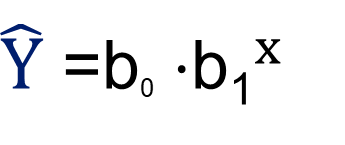 Ŷ =b₀ ·b₁ˣ